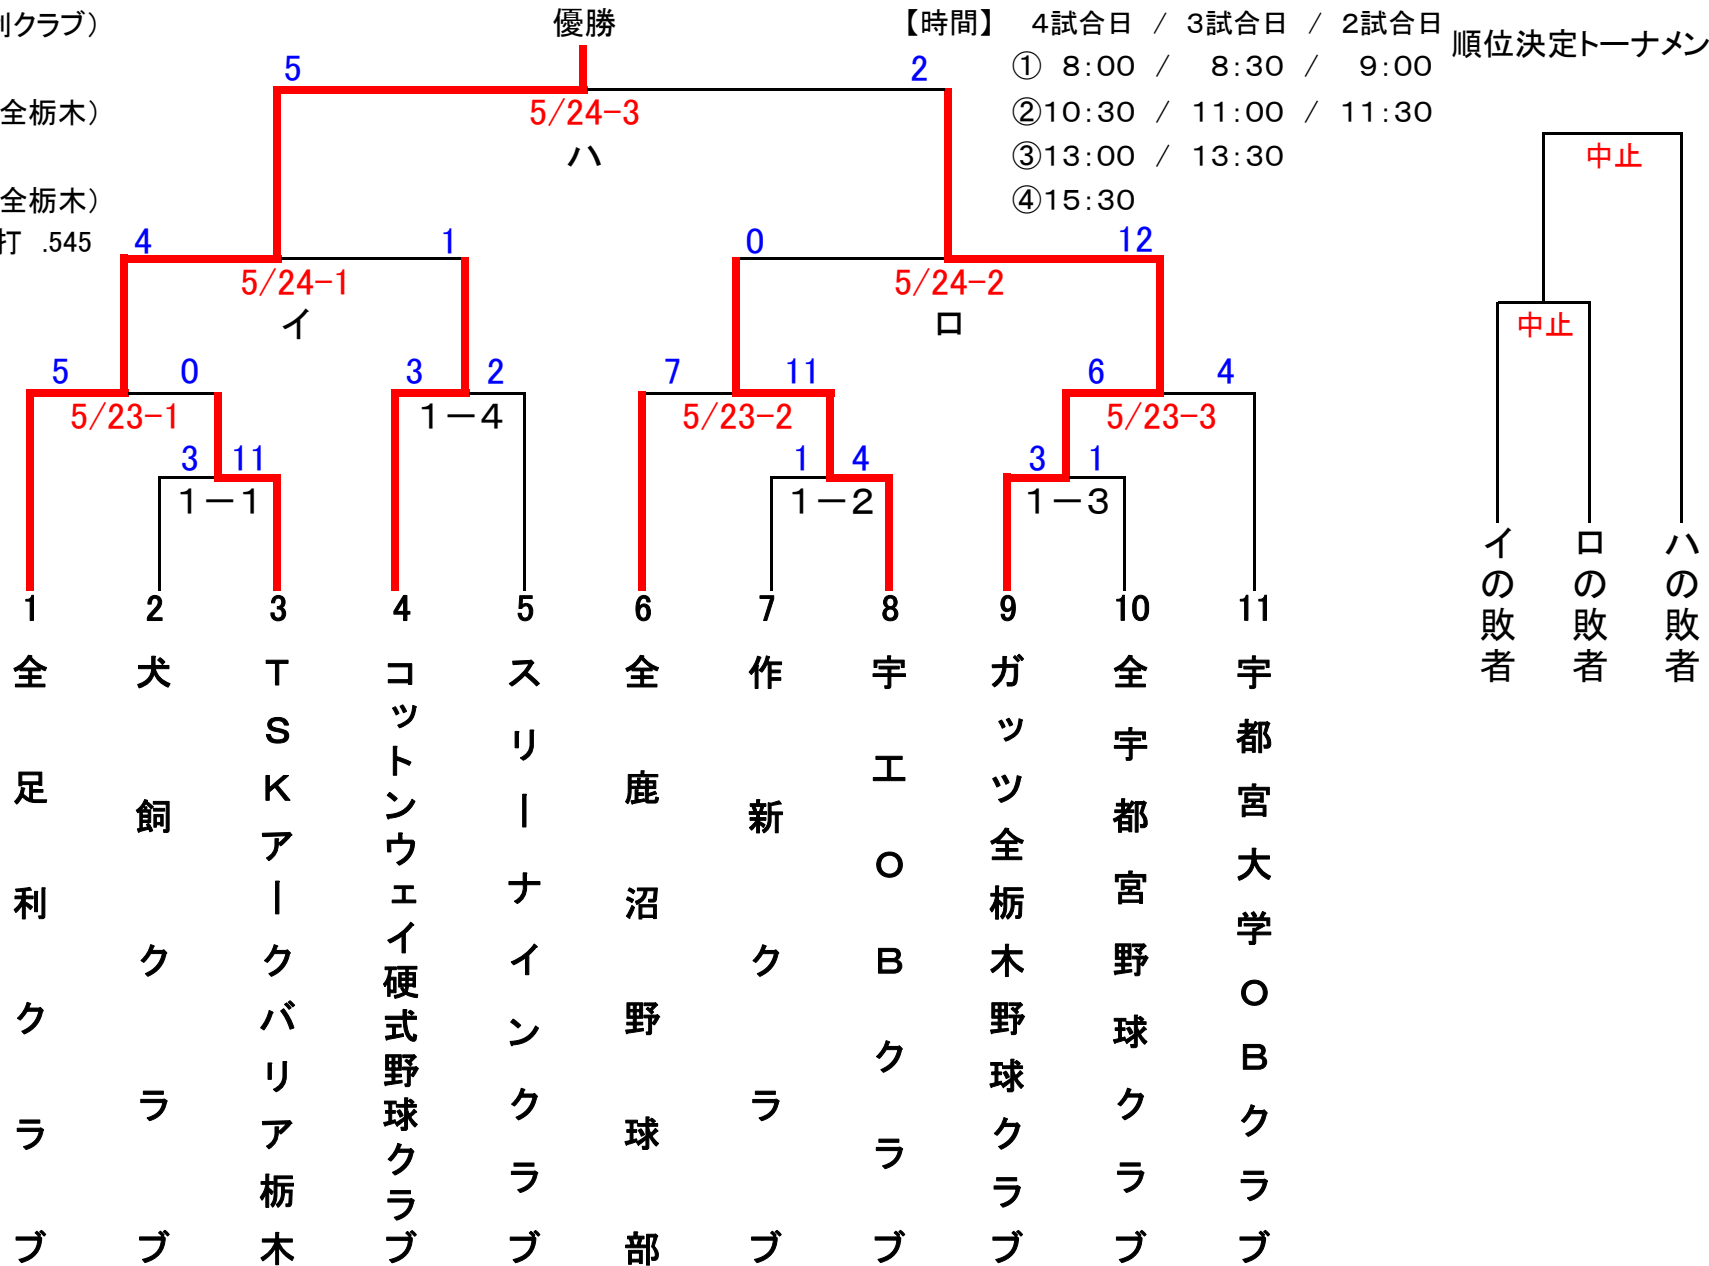 利クラブ）
優勝
【時間】 4試合日 / 3試合日 / 2試合日
順位決定トーナメン
5
2
① 8:00 / 8:30 / 9:00
5/24-3
全栃木）
②10:30 / 11:00 / 11:30
ハ
③13:00 / 13:30
中止
全栃木）
④15:30
打 .545
4
1
0
12
5/24-1
5/24-2
イ
ロ
中止
5
0
3
2
7
11
6
4
5/23-1
1-4
5/23-2
5/23-3
3
11
1
4
3
1
1-1
1-2
1-3
イの敗者
ロの敗者
ハの敗者
1
2
3
4
5
6
7
8
9
10
11
全足利クラブ
犬飼クラブ
TSKアークバリア栃木
コットンウェイ硬式野球クラブ
スリーナインクラブ
全鹿沼野球部
作新クラブ
宇工OBクラブ
ガッツ全栃木野球クラブ
全宇都宮野球クラブ
宇都宮大学OBクラブ